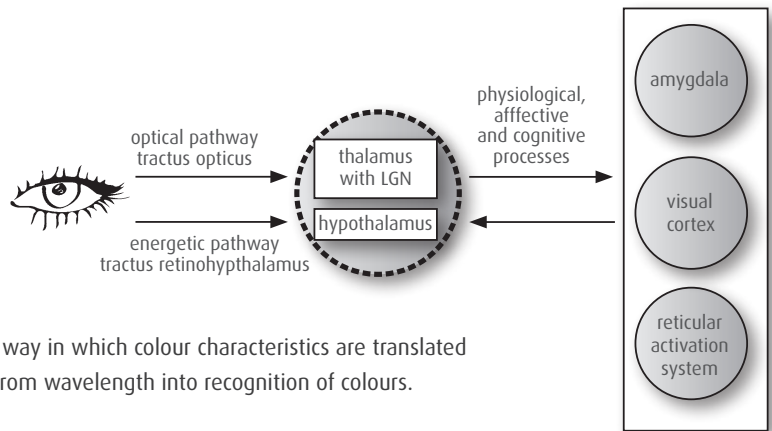 optical pathway
tractus opticus
energetic pathway
tractus retinohypthalamus
thalamus
with LGN
hypothalamus
physiological,
afffective
and cognitive
processes
amygdala
visual
cortex
reticular
activation
system
way in which colour characteristics are translated
rom wavelength into recognition of colours.